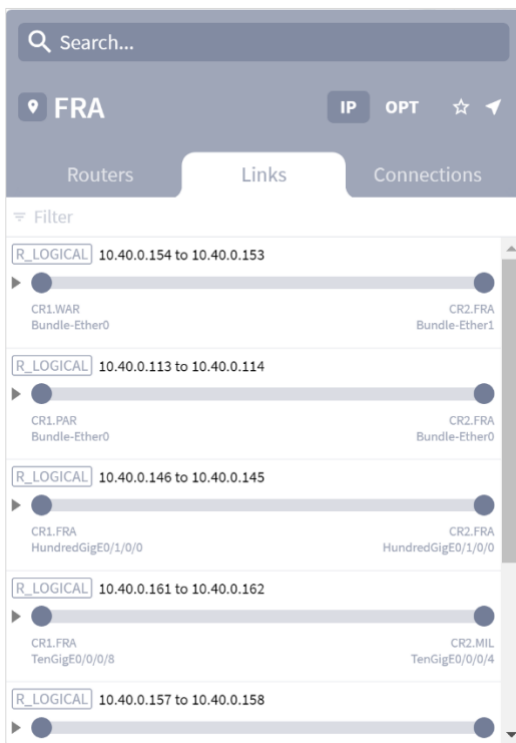 Search...
FRA IP OPT
Routers Links Connections
Filter
R_LOGICAL 10.40.0.154 to 10.40.0.153
CR1.WAR CR2.FRA
Bundle-Ether0 Bundle-Ether1
R_LOGICAL 10.40.0.113 to 10.40.0.114
CR1.PAR CR2.FRA
Bundle-Ether0 Bundle-Ether0
R_LOGICAL 10.40.0.146 to 10.40.0.145
CR1.FRA CR2.FRA
HundredGigE0/1/0/0 HundredGigE0/1/0/0
R_LOGICAL 10.40.0.161 to 10.40.0.162
CR1.FRA CR2.MIL
TenGigE0/0/0/8 TenGigE0/0/0/4
R_LOGICAL 10.40.0.157 to 10.40.0.158